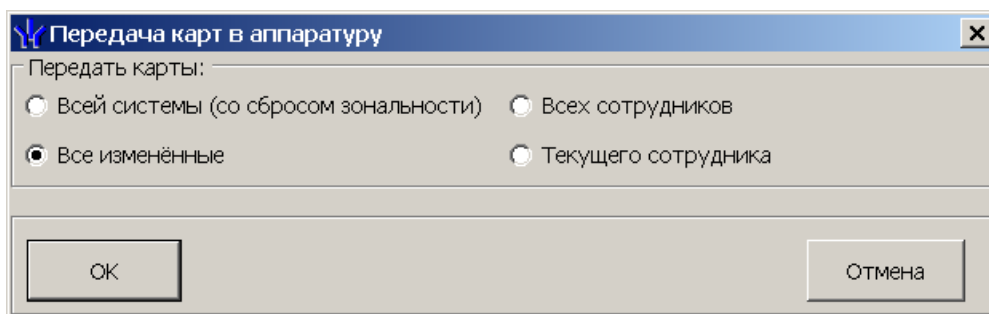 Передача карт в аппаратуру
Передать карты:
Всей системы (со сбросом зональности) Всех сотрудников
Все изменённые Текущего сотрудника
OK Отмена